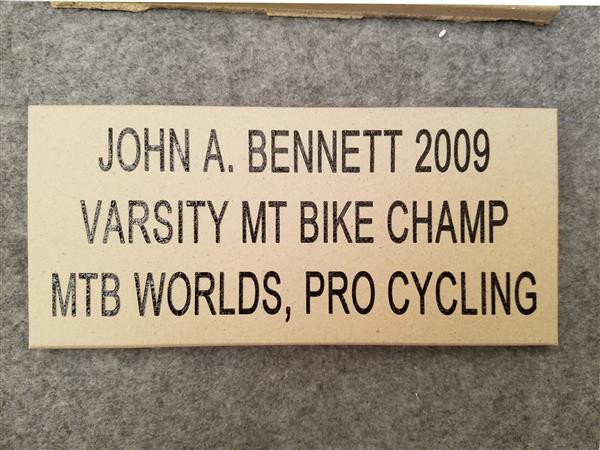 JOHN A. BENNETT 2009
VARSITY MT BIKE CHAMP
MTB WORLDS, PRO CYCLING